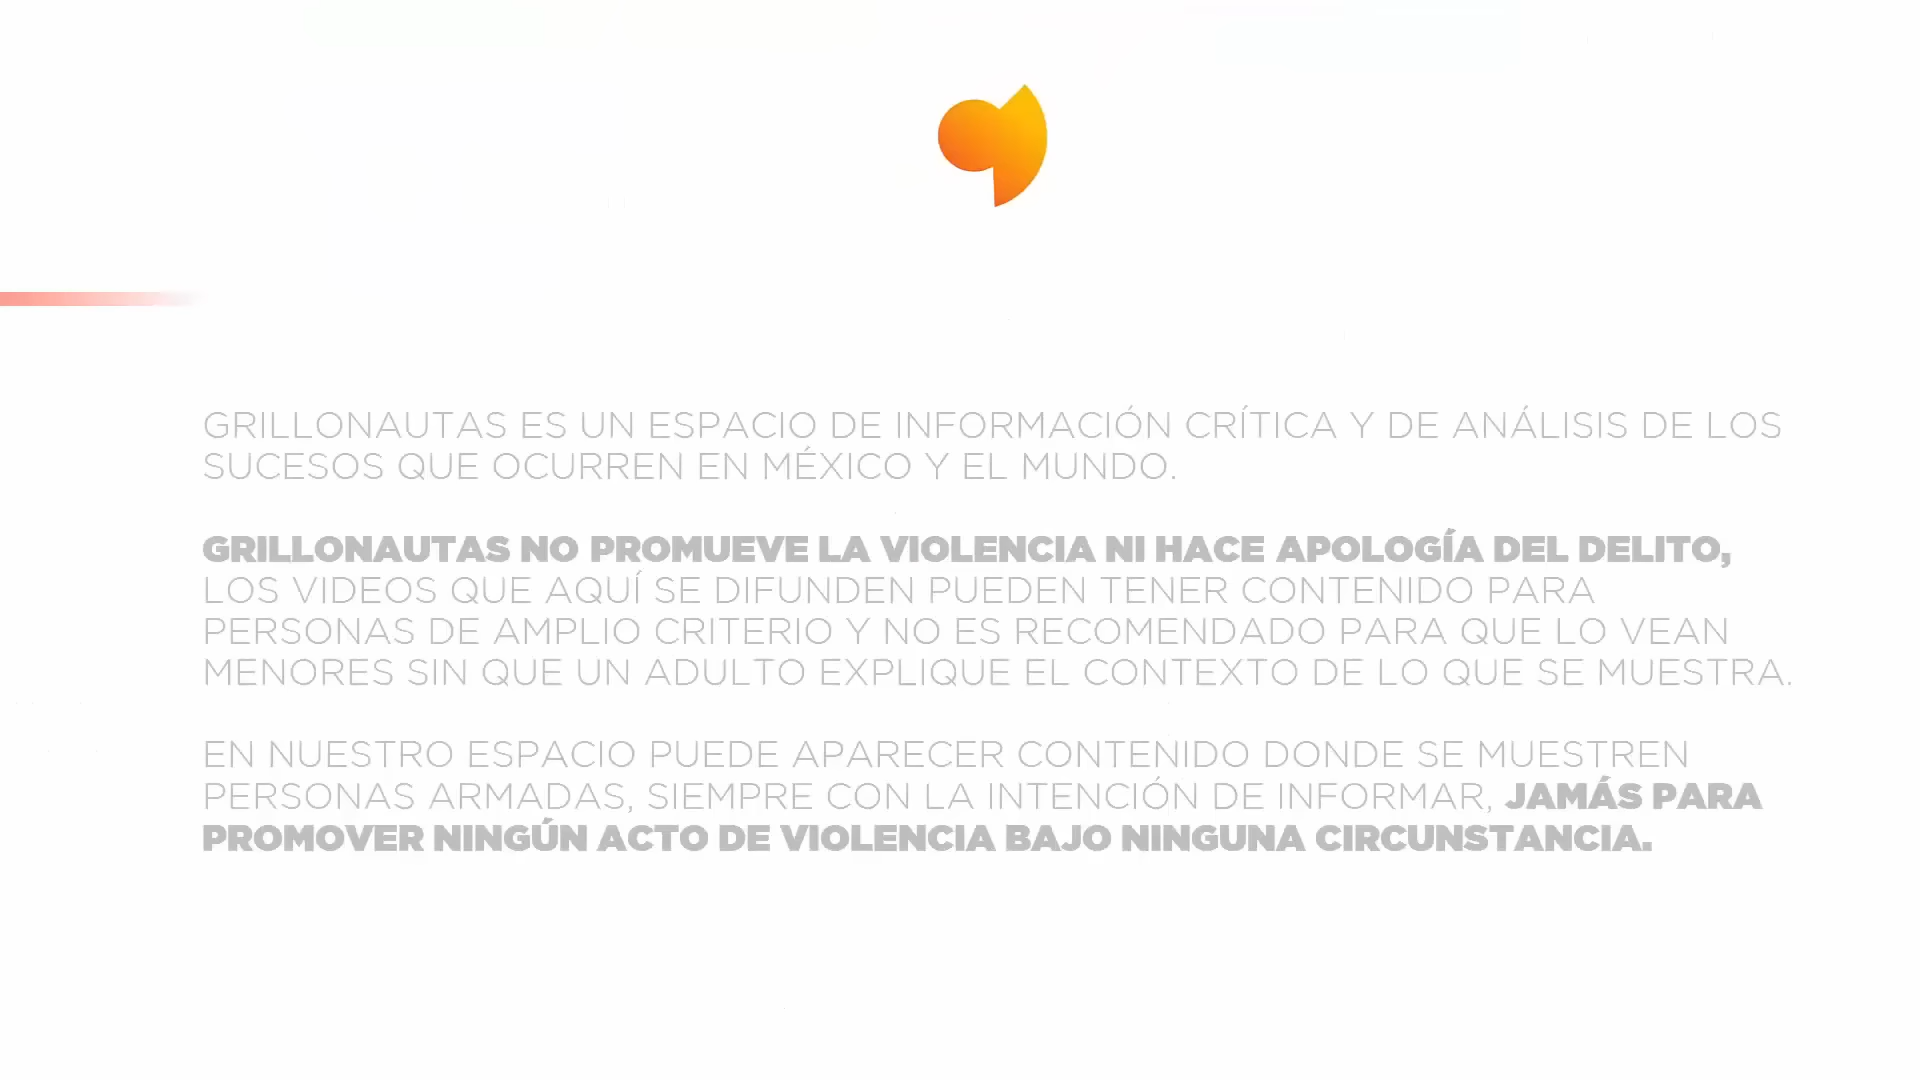 GRILLONAUTAS ES UN ESPACIO DE INFORMACIÓN CRÍTICA Y DE ANÁLISIS DE LOS
SUCESOS QUE OCURREN EN MÉXICO Y EL MUNDO.
GRILLONAUTAS NO PROMUEVE LA VIOLENCIA NI HACE APOLOGÍA DEL DELITO,
LOS VIDEOS QUE AQUÍ SE DIFUNDEN PUEDEN TENER CONTENIDO PARA
PERSONAS DE AMPLIO CRITERIO Y NO ES RECOMENDADO PARA QUE LO VEAN
MENORES SIN QUE UN ADULTO EXPLIQUE EL CONTEXTO DE LO QUE SE MUESTRA.
EN NUESTRO ESPACIO PUEDE APARECER CONTENIDO DONDE SE MUESTREN
PERSONAS ARMADAS, SIEMPRE CON LA INTENCIÓN DE INFORMAR, JAMÁS PARA
PROMOVER NINGÚN ACTO DE VIOLENCIA BAJO NINGUNA CIRCUNSTANCIA.